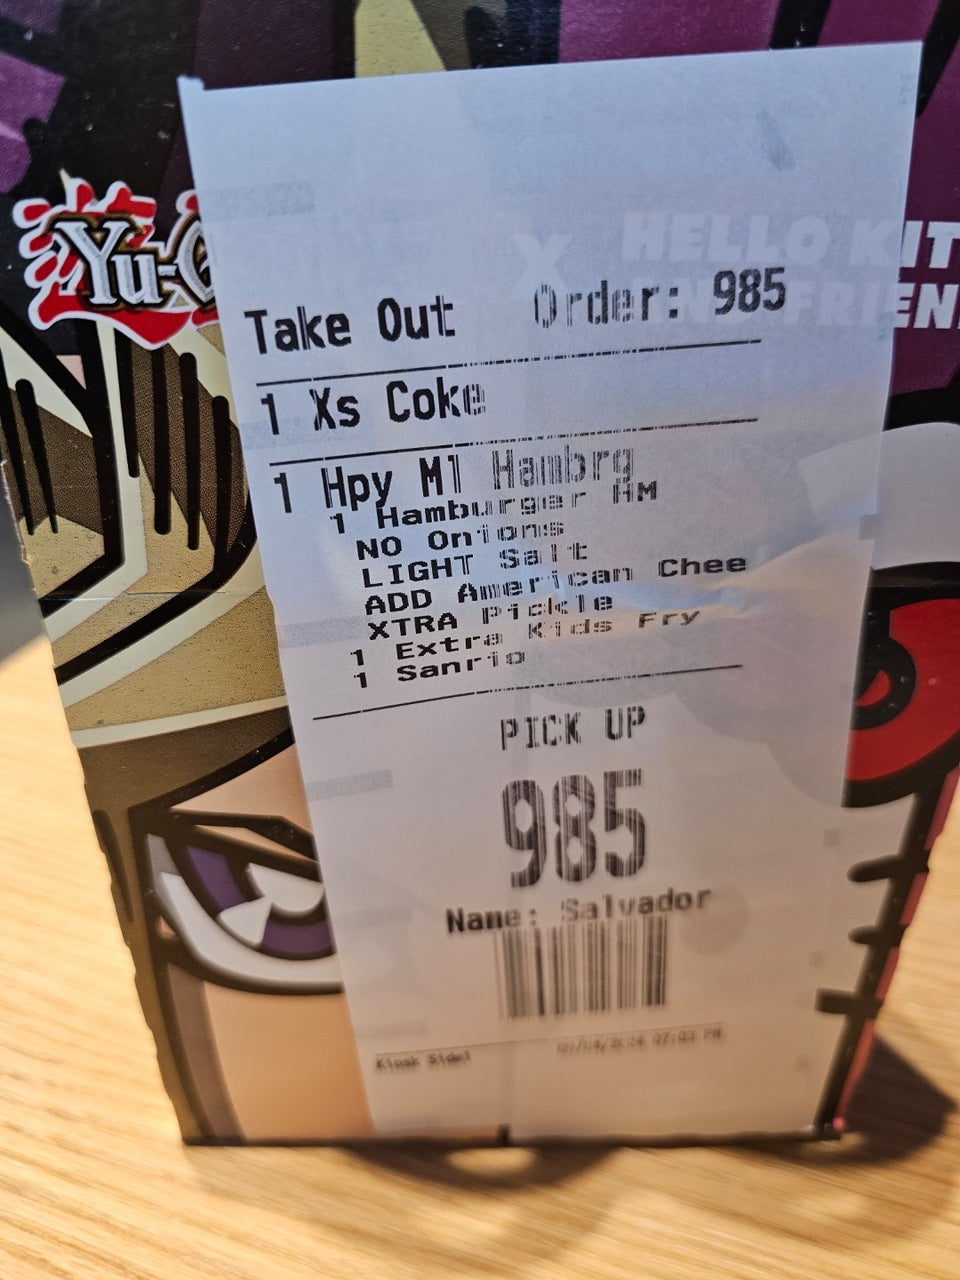 Yu-G
X HELLO KIT
FRIEN
Take Out Order: 985
1 Xs Coke
1 Hpy Ml Hambrg
1 Hamburger HM
NO Onions
LIGHT Salt
ADD American Chee
XTRA Pickle
1 Extra Kids Fry
1 Sanrio
PICK UP
985
Name: Salvador
Kiosk Side1